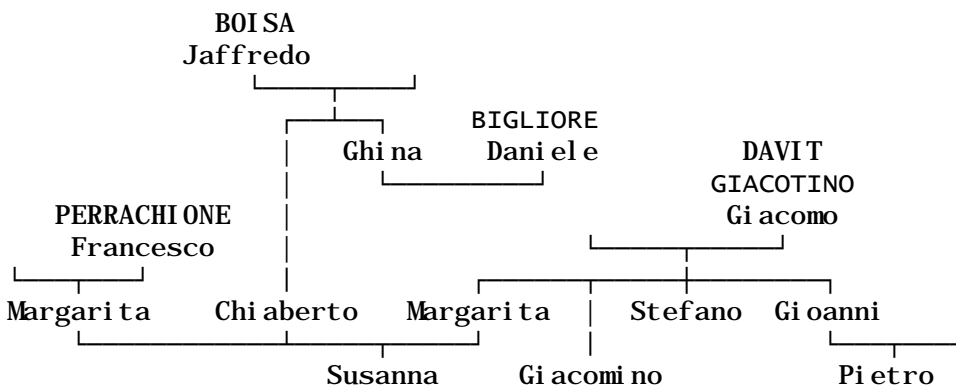 BOISA
Jaffredo
BIGLIORE
Ghina Daniele DAVIT
GIACOTINO
PERRACHIONE Giacomo
Francesco
Margarita Chiaberto Margarita Stefano Gioanni
Susanna Giacomino Pietro